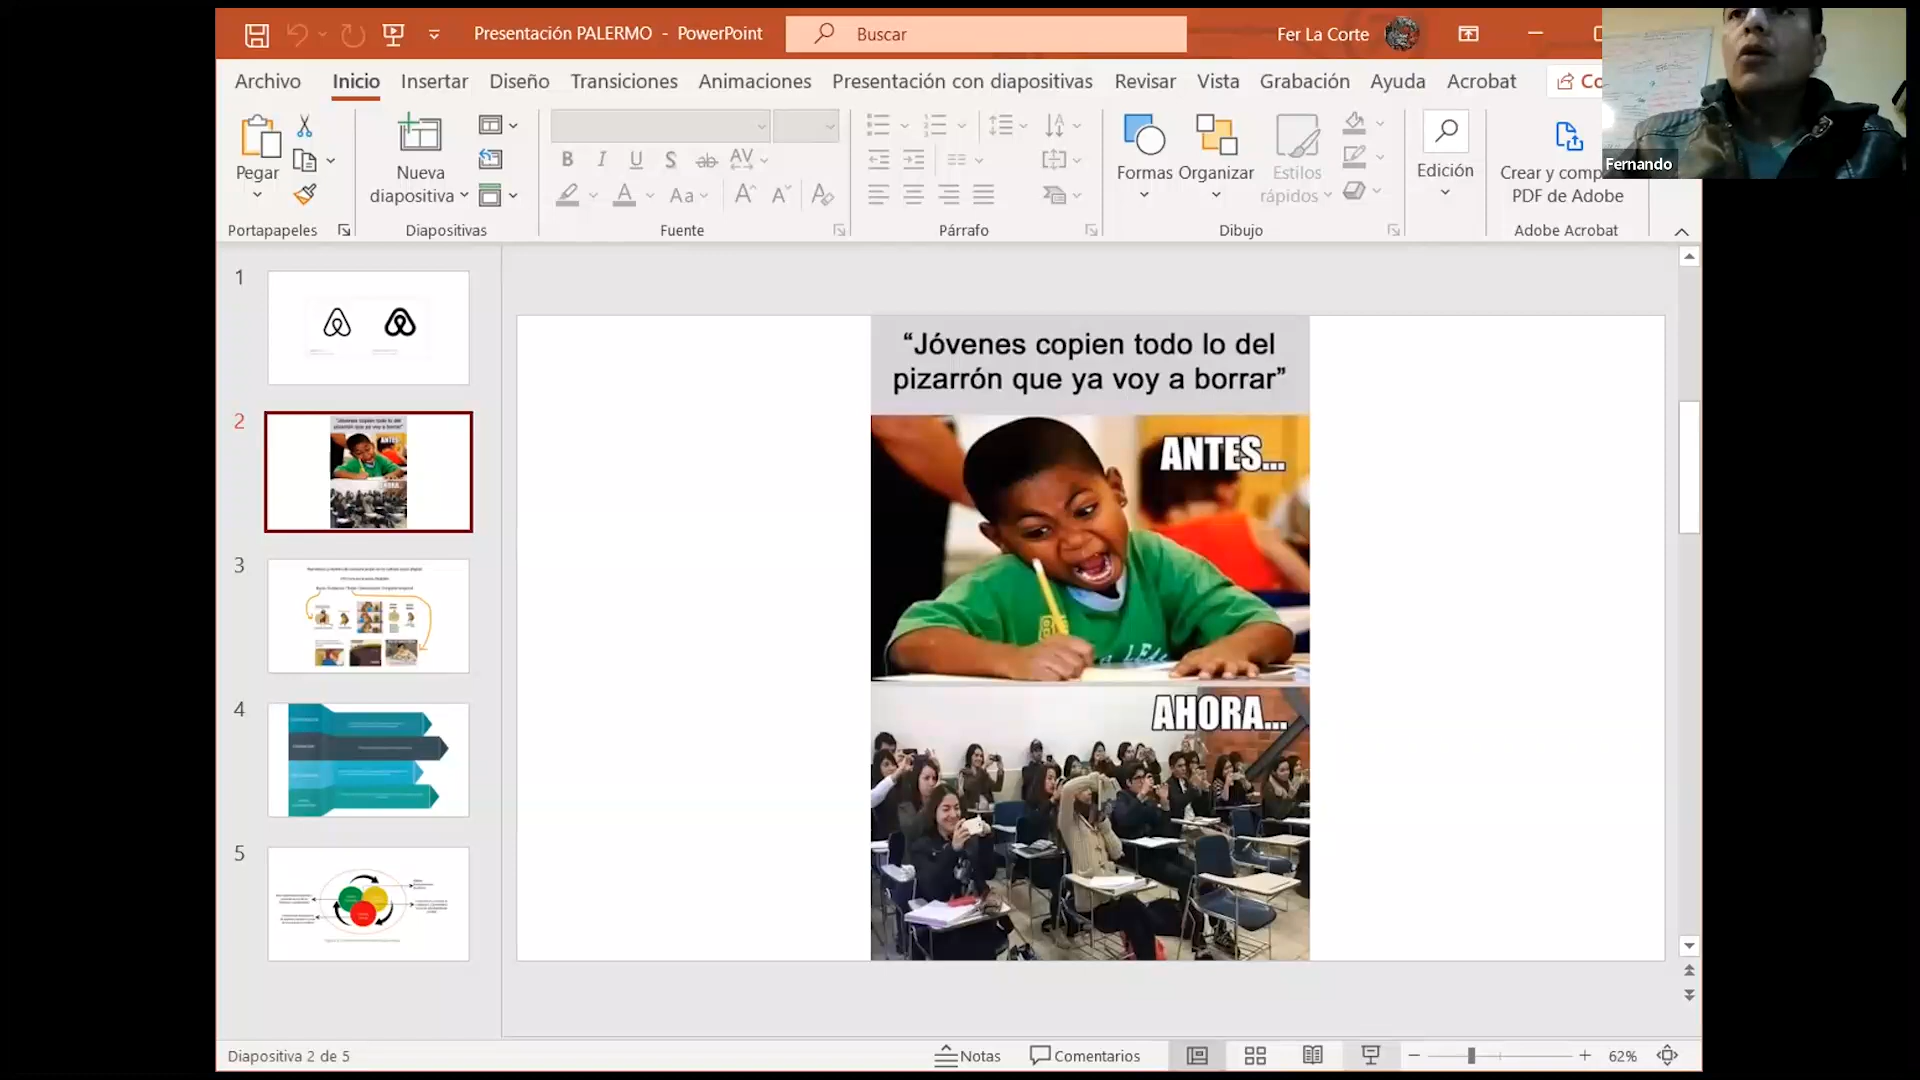 Presentación PALERMO - PowerPoint
Buscar
Fer La Corte
Archivo Inicio Insertar Diseño Transiciones Animaciones Presentación con diapositivas Revisar Vista Grabación Ayuda Acrobat Co
Pegar
Nueva diapositiva
Formas Organizar Estilos rápidos
Edición
Crear y comp
PDF de Adobe
Fernando
Portapapeles Diapositivas Fuente Párrafo Dibujo Adobe Acrobat
1
2
3
4
5
“Jóvenes copien todo lo del
pizarrón que ya voy a borrar”
ANTES...
AHORA...
Diapositiva 2 de 5
Notas Comentarios 62%